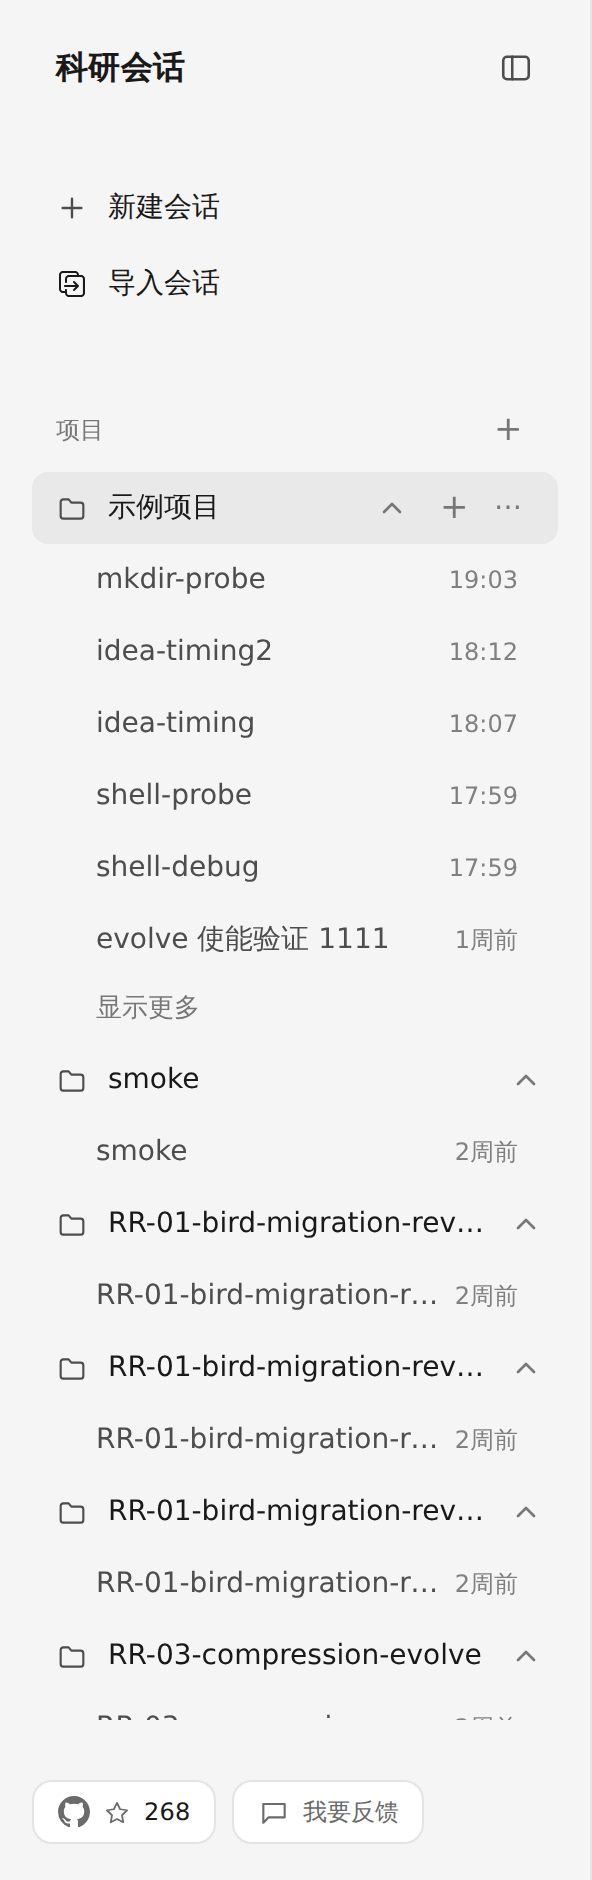 科研会话
新建会话
导入会话
项目
示例项目
mkdir-probe 19:03
idea-timing2 18:12
idea-timing 18:07
shell-probe 17:59
shell-debug 17:59
evolve 使能验证 1111 1周前
显示更多
smoke
smoke 2周前
RR-01-bird-migration-rev…
RR-01-bird-migration-r… 2周前
RR-01-bird-migration-rev…
RR-01-bird-migration-r… 2周前
RR-01-bird-migration-rev…
RR-01-bird-migration-r… 2周前
RR-03-compression-evolve
268 我要反馈